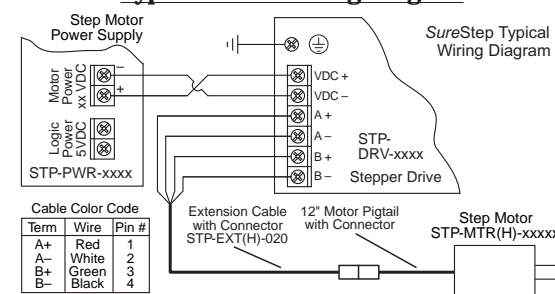 Step Motor
Power Supply
SureStep Typical
Wiring Diagram
Motor
Power
xx VDC
–
+
Logic
Power
5VDC
STP-PWR-xxxx
VDC +
VDC –
A +
A –
B +
B –
STP-
DRV-xxxx
Stepper Drive
Cable Color Code
Term Wire Pin #
A+ Red 1
A– White 2
B+ Green 3
B– Black 4
Extension Cable
with Connector
STP-EXT(H)-020
12" Motor Pigtail
with Connector
Step Motor
STP-MTR(H)-xxxxx